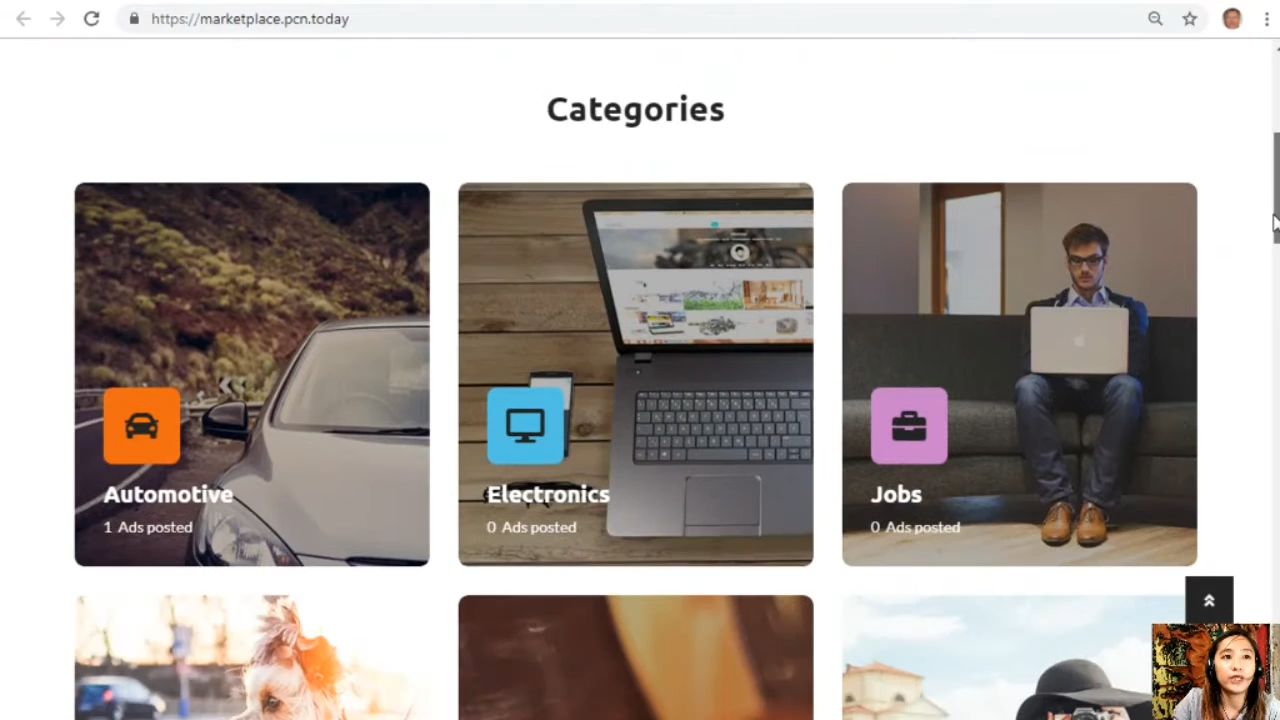 https://marketplace.pcn.today
Categories
Automotive
1 Ads posted
Electronics
0 Ads posted
Jobs
0 Ads posted